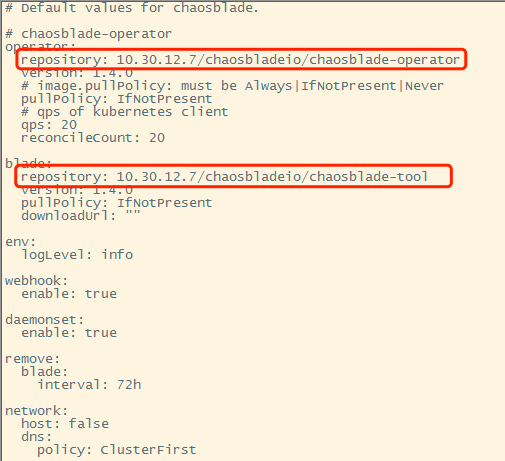 # Default values for chaosblade.
# chaosblade-operator
operator:
  repository: 10.30.12.7/chaosbladeio/chaosblade-operator
  version: 1.4.0
  # image.pullPolicy: must be Always|IfNotPresent|Never
  pullPolicy: IfNotPresent
  # qps of kubernetes client
  qps: 20
  reconcileCount: 20
blade:
  repository: 10.30.12.7/chaosbladeio/chaosblade-tool
  version: 1.4.0
  pullPolicy: IfNotPresent
  downloadUrl: ""
env:
  logLevel: info
webhook:
  enable: true
daemonset:
  enable: true
remove:
  blade:
    interval: 72h
network:
  host: false
  dns:
    policy: ClusterFirst